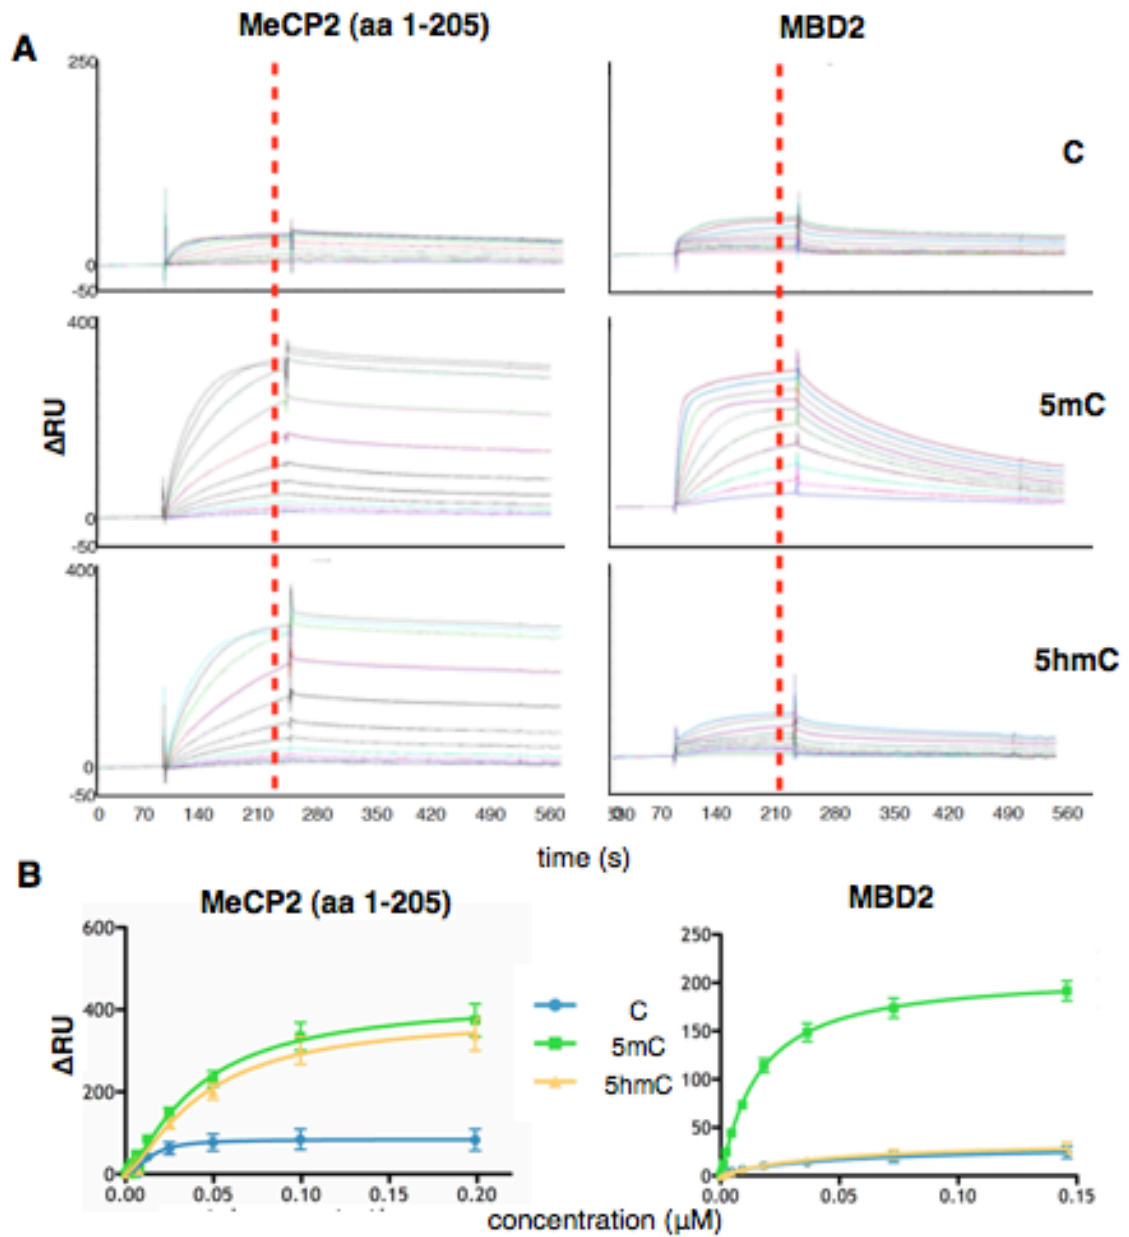 A
MeCP2 (aa 1-205)
MBD2
250
0
-50
C
400
0
-50
ΔRU
5mC
400
0
-50
5hmC
0 70 140 210 280 350 420 490 560
70 140 210 280 350 420 490 560
time (s)
B
MeCP2 (aa 1-205)
MBD2
600
400
200
0
ΔRU
0.00 0.05 0.10 0.15 0.20
C
5mC
5hmC
250
200
150
100
50
0
0.00 0.05 0.10 0.15
concentration (µM)